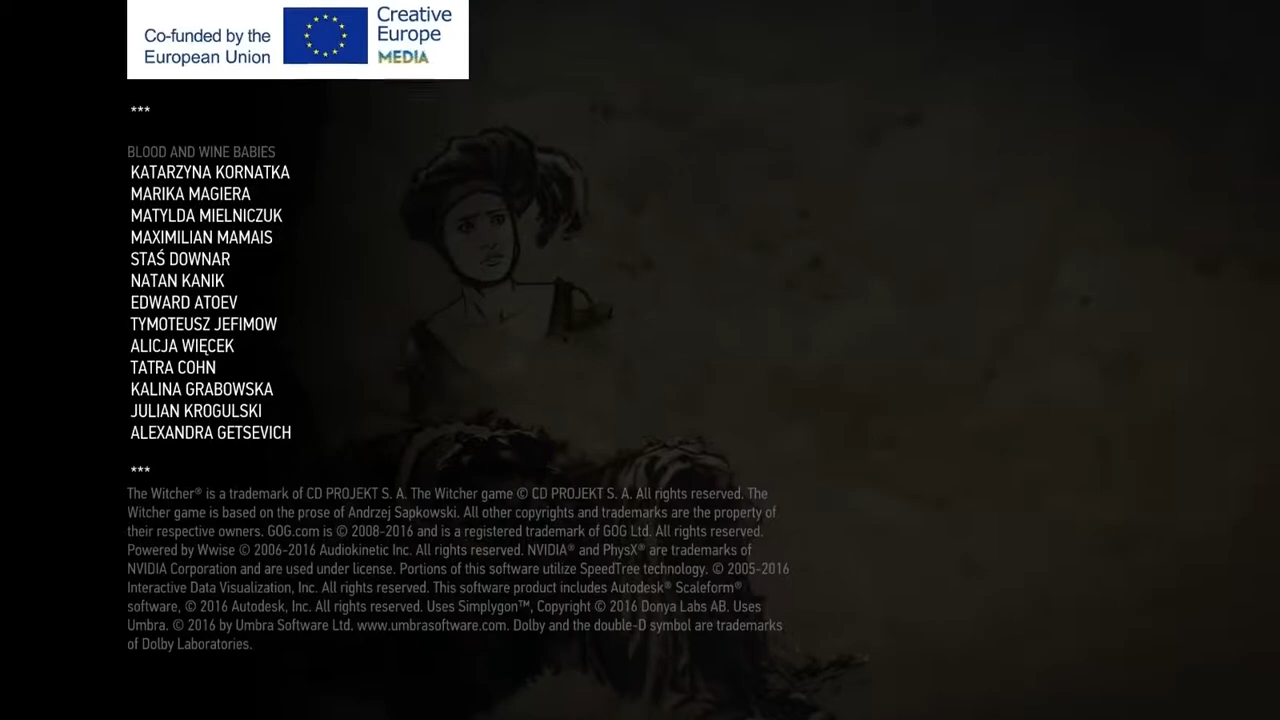 Co-funded by the
European Union
Creative
Europe
MEDIA
***
BLOOD AND WINE BABIES
KATARZYNA KORNATKA
MARIKA MAGIERA
MATYLDA MIELNICZUK
MAXIMILIAN MAMAIS
STAŚ DOWNAR
NATAN KANIK
EDWARD ATOEV
TYMOTEUSZ JEFIMOW
ALICJA WIĘCEK
TATRA COHN
KALINA GRABOWSKA
JULIAN KROGULSKI
ALEXANDRA GETSEVICH
***
The Witcher® is a trademark of CD PROJEKT S. A. The Witcher game © CD PROJEKT S. A. All rights reserved. The
Witcher game is based on the prose of Andrzej Sapkowski. All other copyrights and trademarks are the property of
their respective owners. GOG.com is © 2008-2016 and is a registered trademark of GOG Ltd. All rights reserved.
Powered by Wwise © 2006-2016 Audiokinetic Inc. All rights reserved. NVIDIA® and PhysX® are trademarks of
NVIDIA Corporation and are used under license. Portions of this software utilize SpeedTree technology. © 2005-2016
Interactive Data Visualization, Inc. All rights reserved. This software product includes Autodesk® Scaleform®
software, © 2016 Autodesk, Inc. All rights reserved. Uses Simplygon™, Copyright © 2016 Donya Labs AB. Uses
Umbra. © 2016 by Umbra Software Ltd. www.umbrasoftware.com. Dolby and the double-D symbol are trademarks
of Dolby Laboratories.